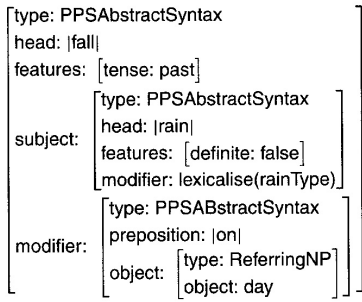 type: PPSAbstractSyntax
head: |fall|
features: [tense: past]
subject: [type: PPSAbstractSyntax
head: |rain|
features: [definite: false]
modifier: lexicalise(rainType)]
modifier: [type: PPSABstractSyntax
preposition: |on|
object: [type: ReferringNP
object: day]]